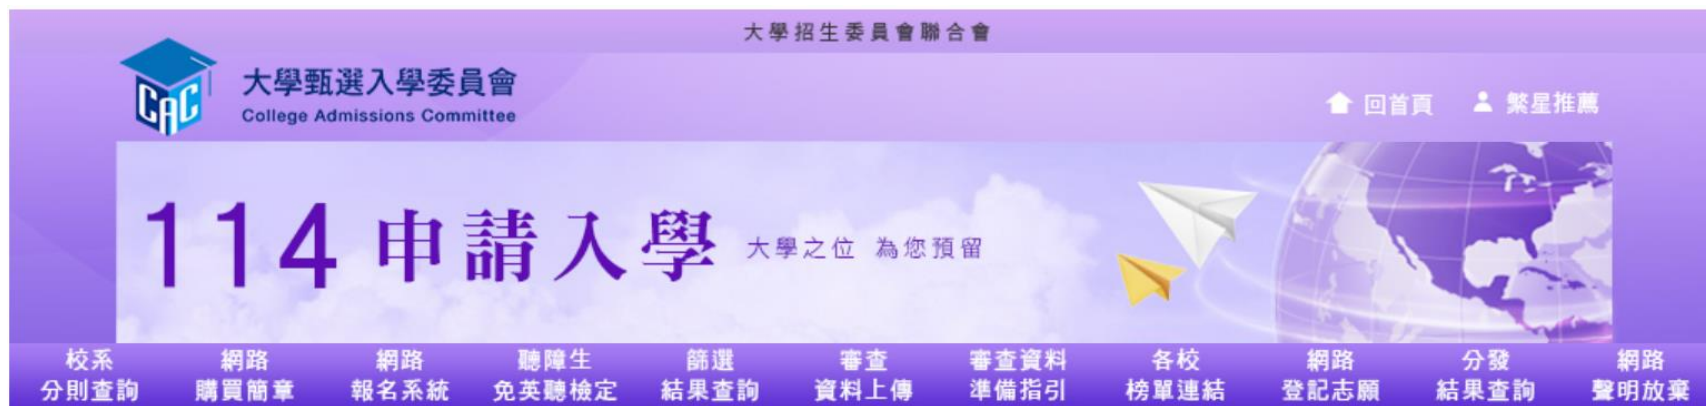 大學招生委員會聯合會
CAC
大學甄選入學委員會
College Admissions Committee
回首頁 繁星推薦
114 申請入學 大學之位 為您預留
校系 網路 網路 聽障生 篩選 審查 審查資料 各校 網路 分發 網路
分則查詢 購買簡章 報名系統 免英聽檢定 結果查詢 資料上傳 準備指引 榜單連結 登記志願 結果查詢 聲明放棄